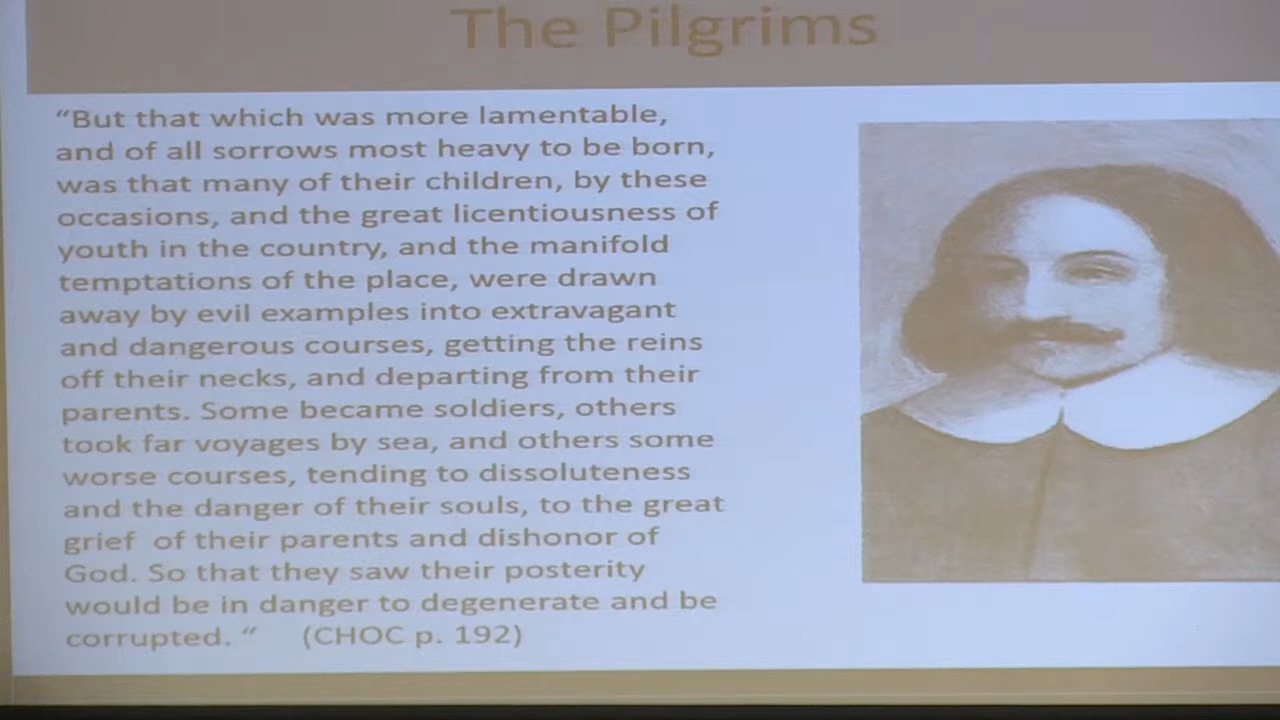 The Pilgrims
“But that which was more lamentable,
and of all sorrows most heavy to be born,
was that many of their children, by these
occasions, and the great licentiousness of
youth in the country, and the manifold
temptations of the place, were drawn
away by evil examples into extravagant
and dangerous courses, getting the reins
off their necks, and departing from their
parents. Some became soldiers, others
took far voyages by sea, and others some
worse courses, tending to dissoluteness
and the danger of their souls, to the great
grief of their parents and dishonor of
God. So that they saw their posterity
would be in danger to degenerate and be
corrupted. “ (CHOC p. 192)